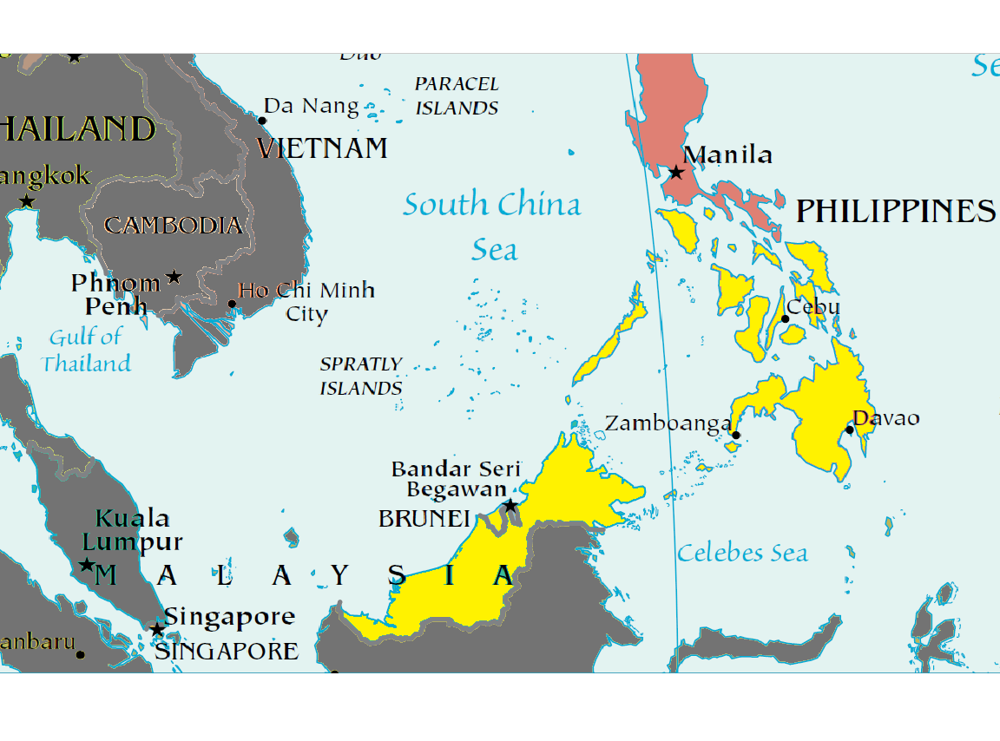 PARACEL
ISLANDS
Da Nang
HAILAND
VIETNAM
Manila
angkok
South China
Sea
PHILIPPINES
CAMBODIA
Phnom
Penh
Ho Chi Minh
City
Cebu
Gulf of
Thailand
SPRATLY
ISLANDS
Zamboanga
Davao
Bandar Seri
Begawan
BRUNEI
Kuala
Lumpur
Celebes Sea
MALAYSIA
Singapore
SINGAPORE
anbaru
Se